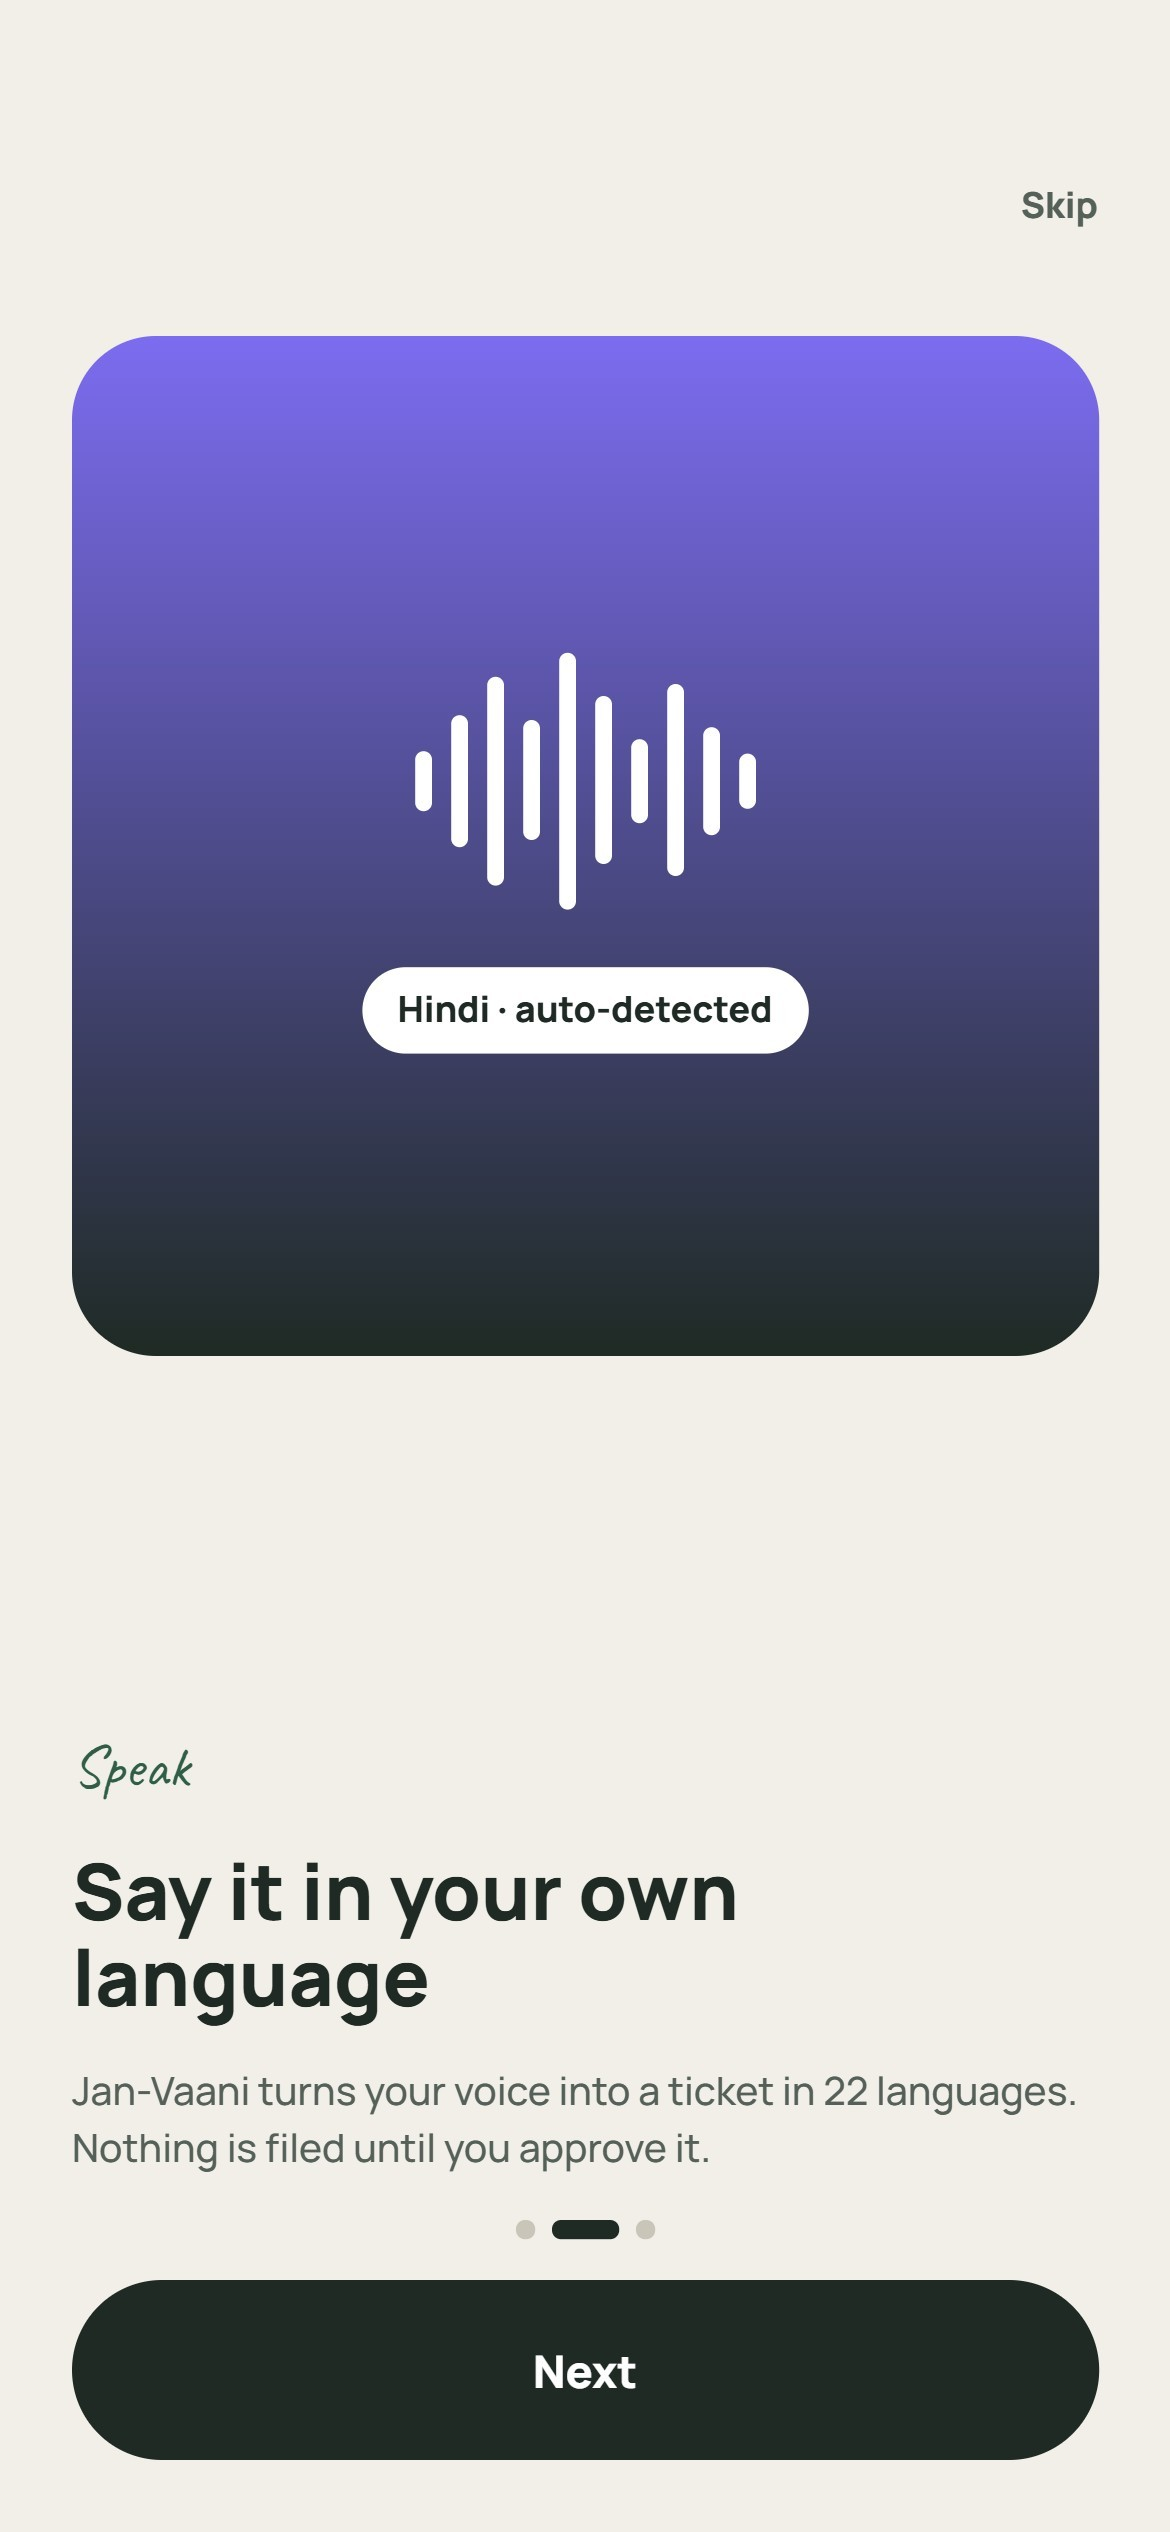 Skip
Hindi · auto-detected
Speak
Say it in your own
language
Jan-Vaani turns your voice into a ticket in 22 languages.
Nothing is filed until you approve it.
Next